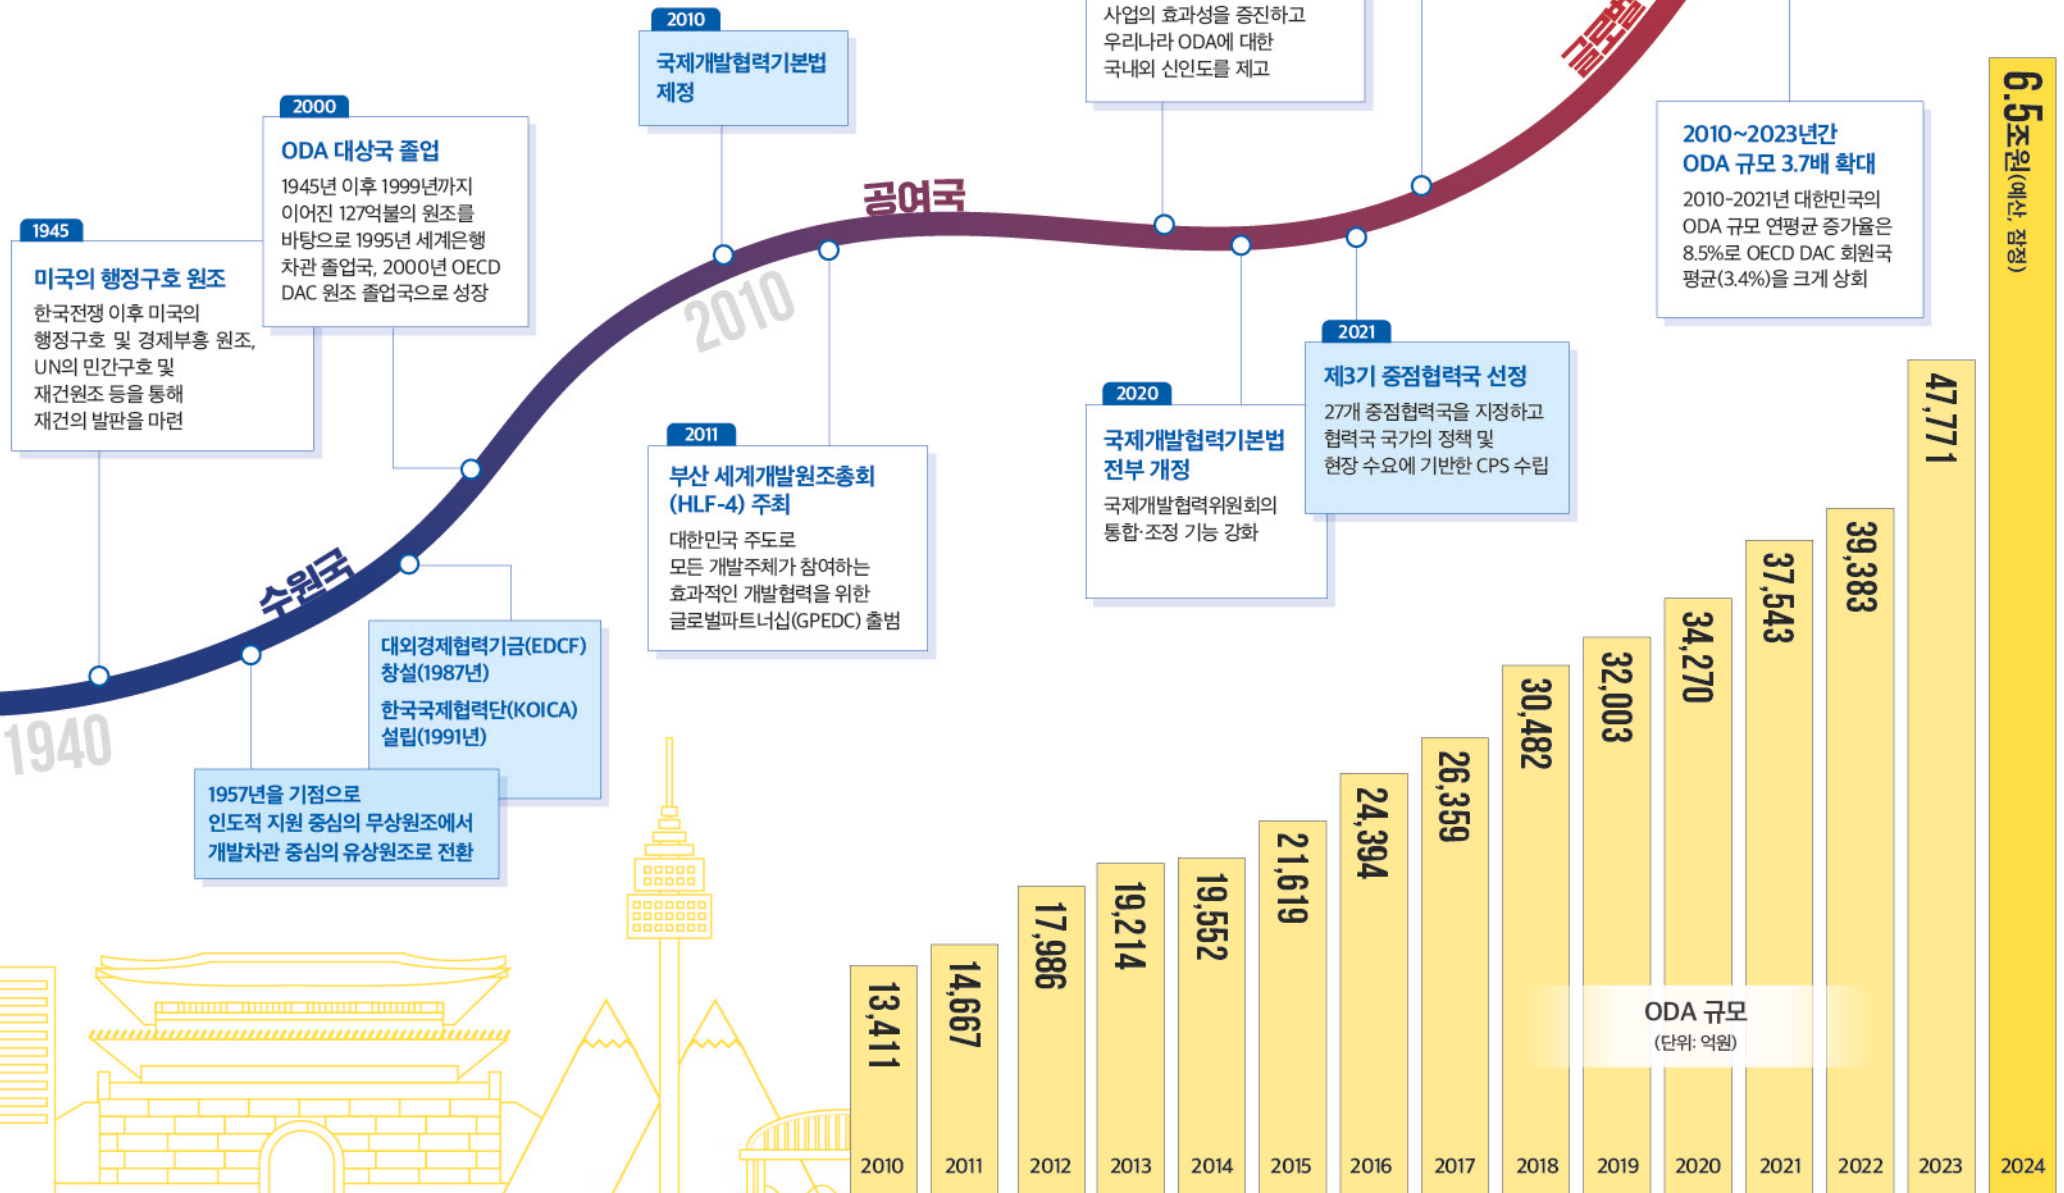 1945
미국의 행정구호 원조
한국전쟁 이후 미국의
행정구호 및 경제부흥 원조,
UN의 민간구호 및
재건원조 등을 통해
재건의 발판을 마련
2000
ODA 대상국 졸업
1945년 이후 1999년까지
이어진 127억불의 원조를
바탕으로 1995년 세계은행
차관 졸업국, 2000년 OECD
DAC 원조 졸업국으로 성장
2010
국제개발협력기본법
제정
사업의 효과성을 증진하고
우리나라 ODA에 대한
국내외 신인도를 제고
글로벌
2010~2023년간
ODA 규모 3.7배 확대
2010-2021년 대한민국의
ODA 규모 연평균 증가율은
8.5%로 OECD DAC 회원국
평균(3.4%)을 크게 상회
공여국
2010
수원국
1940
1957년을 기점으로
인도적 지원 중심의 무상원조에서
개발차관 중심의 유상원조로 전환
대외경제협력기금(EDCF)
창설(1987년)
한국국제협력단(KOICA)
설립(1991년)
2011
부산 세계개발원조총회
(HLF-4) 주최
대한민국 주도로
모든 개발주체가 참여하는
효과적인 개발협력을 위한
글로벌파트너십(GPEDC) 출범
2020
국제개발협력기본법
전부 개정
국제개발협력위원회의
통합·조정 기능 강화
2021
제3기 중점협력국 선정
27개 중점협력국을 지정하고
협력국 국가의 정책 및
현장 수요에 기반한 CPS 수립
13,411
14,667
17,986
19,214
19,552
21,619
24,394
26,359
30,482
32,003
34,270
37,543
39,383
47,771
6.5조원(예산, 잠정)
ODA 규모
(단위: 억원)
2010
2011
2012
2013
2014
2015
2016
2017
2018
2019
2020
2021
2022
2023
2024